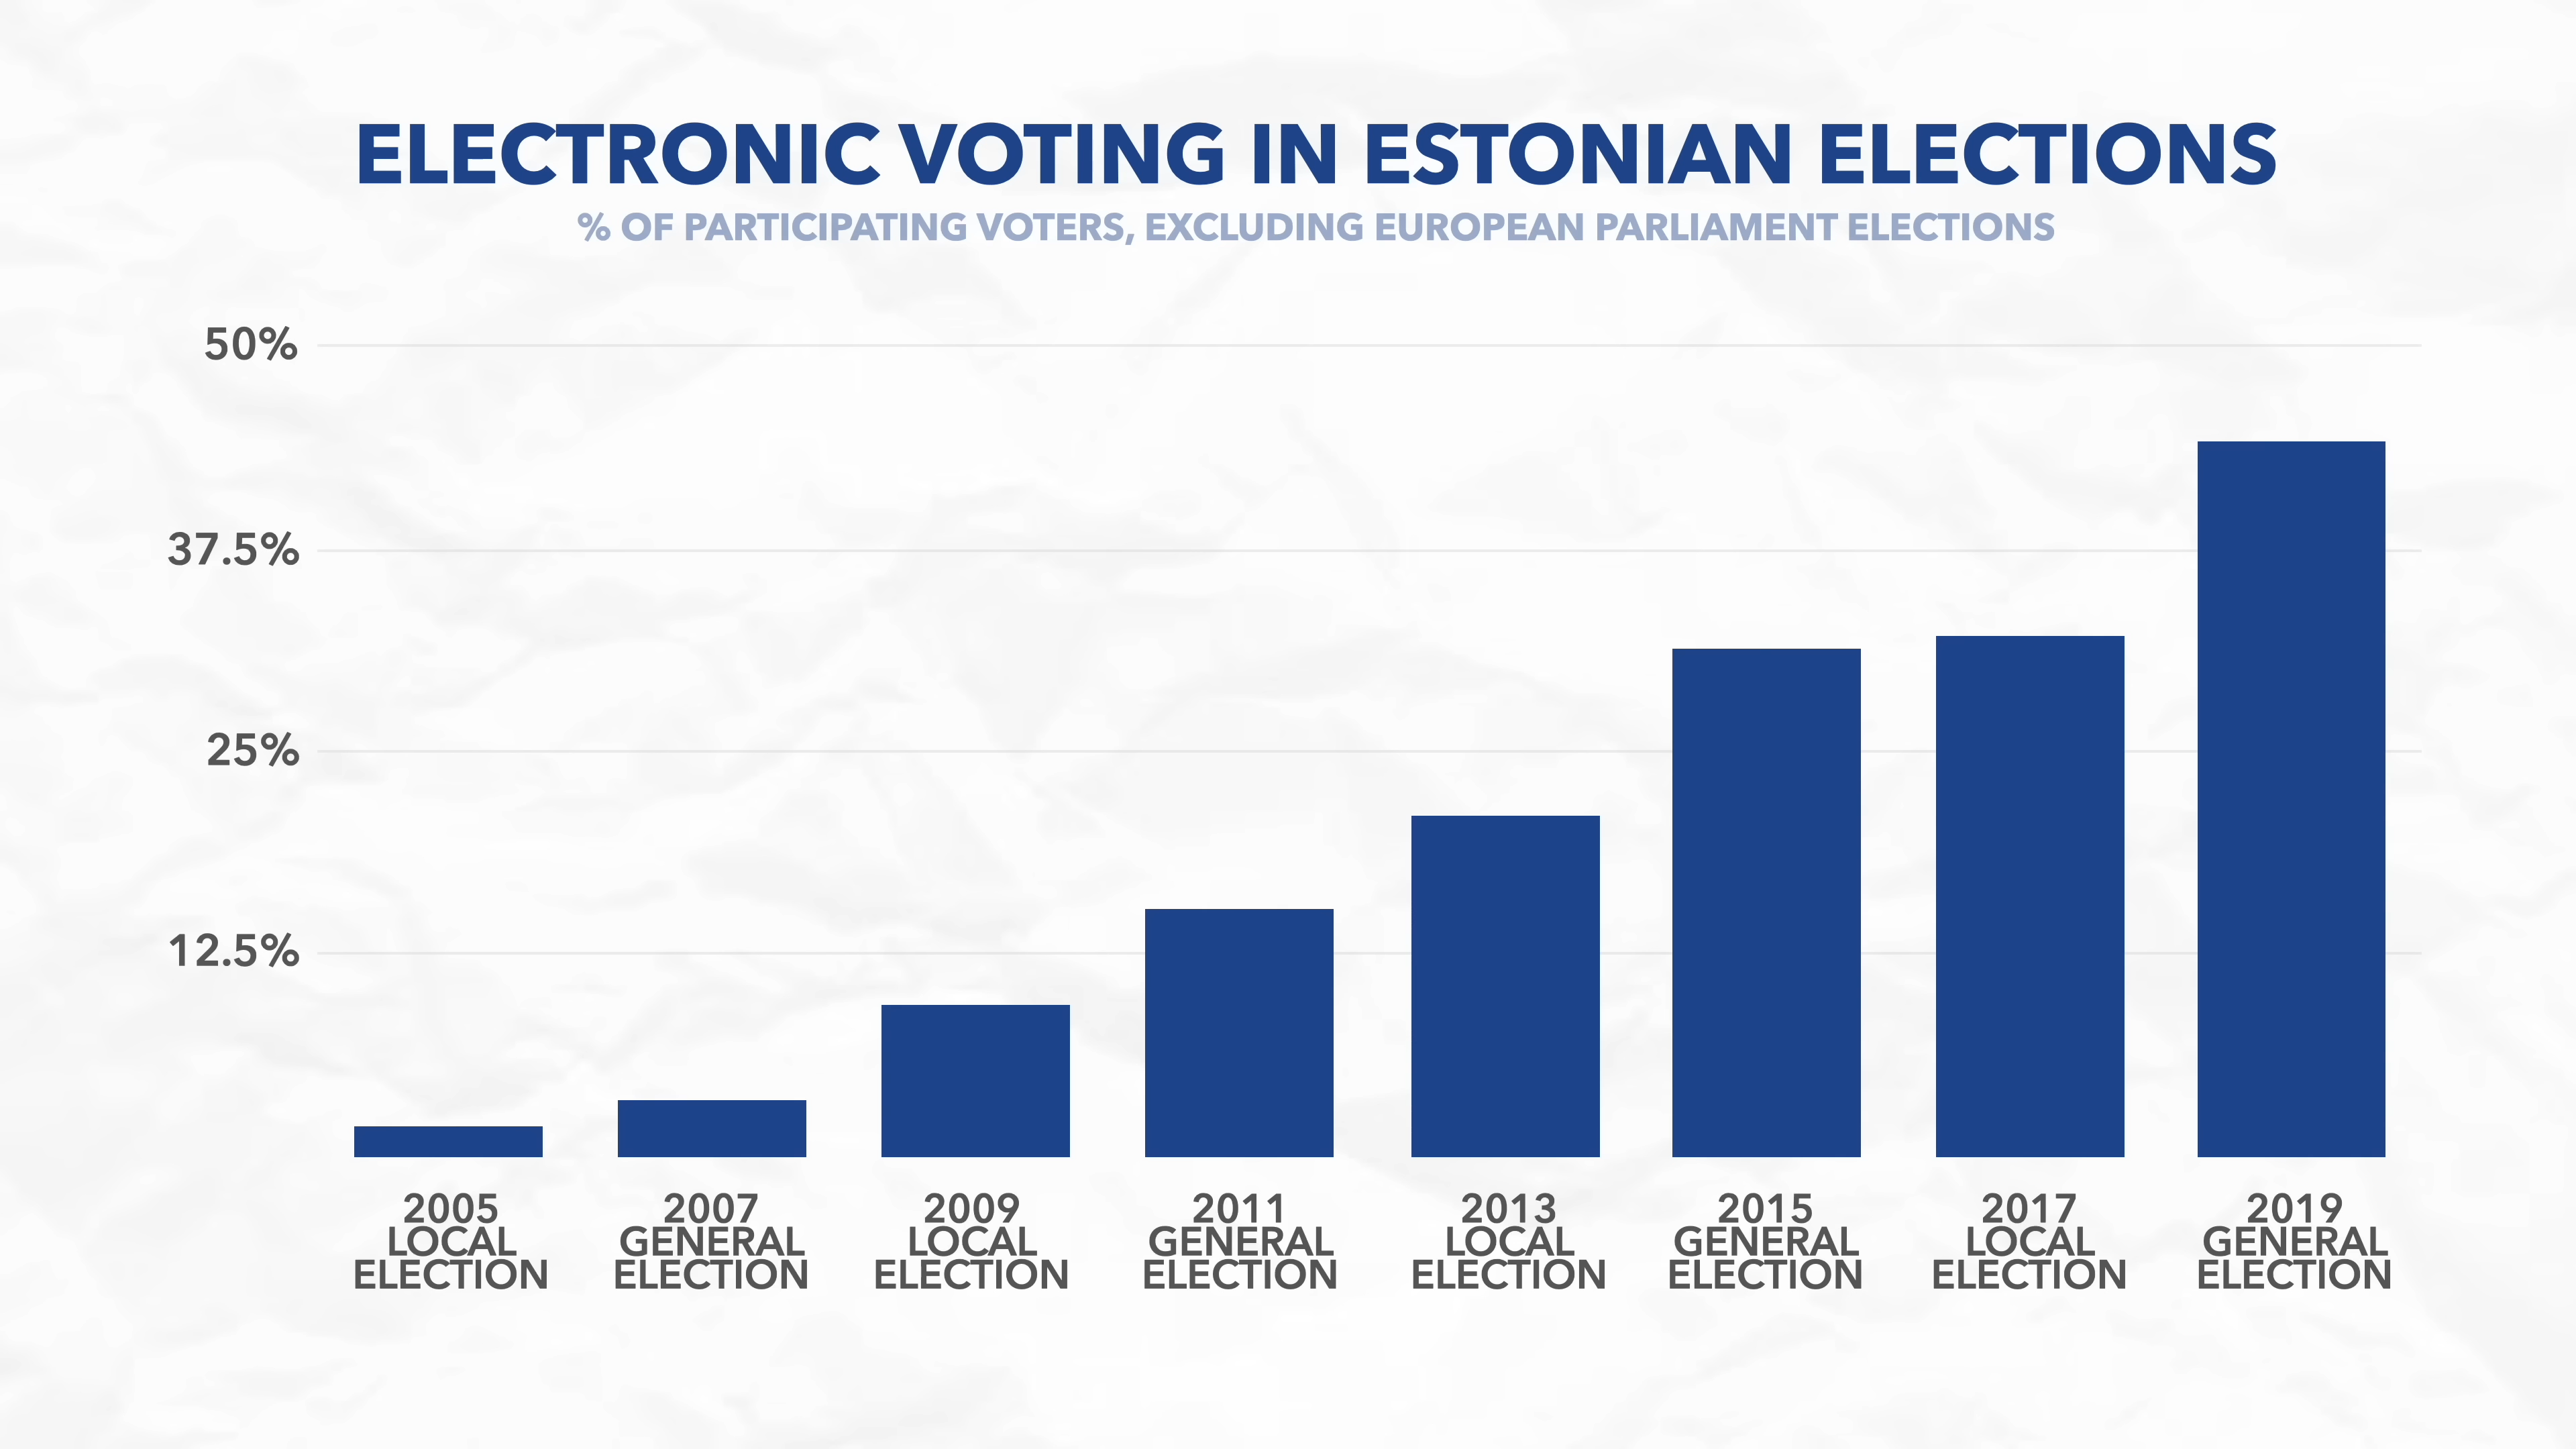 ELECTRONIC VOTING IN ESTONIAN ELECTIONS
% OF PARTICIPATING VOTERS, EXCLUDING EUROPEAN PARLIAMENT ELECTIONS
50%
37.5%
25%
12.5%
2005
LOCAL
ELECTION
2007
GENERAL
ELECTION
2009
LOCAL
ELECTION
2011
GENERAL
ELECTION
2013
LOCAL
ELECTION
2015
GENERAL
ELECTION
2017
LOCAL
ELECTION
2019
GENERAL
ELECTION